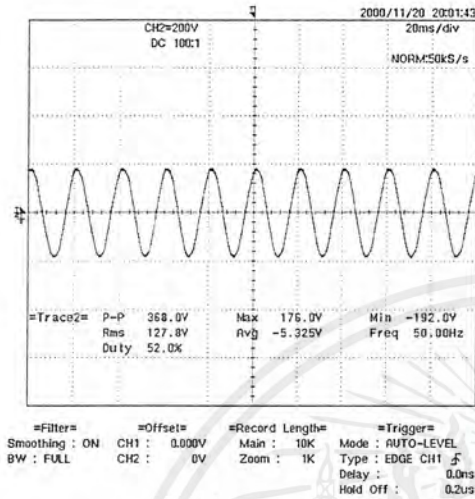 2000/11/20 20:01:43
CH2=200V 20ms/div
DC 100:1
NORM:50kS/s
=Trace2= P-P 368.0V Max 176.0V Min -192.0V
Rms 127.8V Avg -5.325V Freq 50.00Hz
Duty 52.0%
=Filter= =Offset= =Record Length= =Trigger=
Smoothing : ON CH1 : 0.000V Main : 10K Mode : AUTO-LEVEL
BW : FULL CH2 : 0V Zoom : 1K Type : EDGE CH1
Delay : 0.0ns
Hold Off : 0.2us